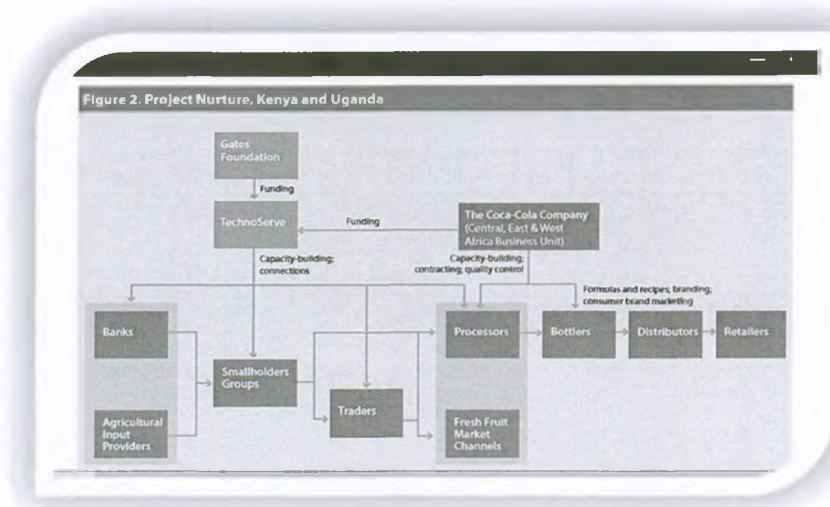 Figure 2. Project Nurture, Kenya and Uganda
Gates
Foundation
Funding
TechnoServe
Funding
The Coca-Cola Company
(Central, East & West
Africa Business Unit)
Capacity-building;
connections
Capacity-building;
contracting; quality control
Formulas and recipes; branding;
consumer brand marketing
Banks
Processors
Bottlers
Distributors
Retailers
Smallholders
Groups
Traders
Agricultural
Input
Providers
Fresh Fruit
Market
Channels